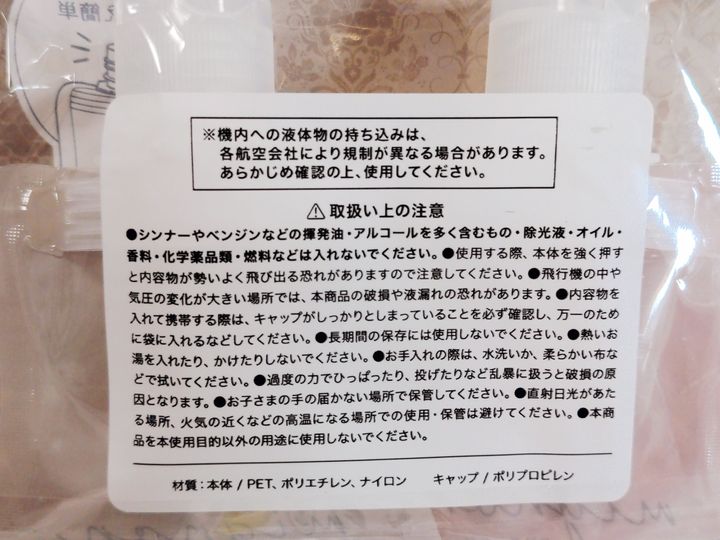 ※機内への液体物の持ち込みは、
各航空会社により規制が異なる場合があります。
あらかじめ確認の上、使用してください。
⚠取扱い上の注意
●シンナーやベンジンなどの揮発油・アルコールを多く含むもの・除光液・オイル・
香料・化学薬品類・燃料などは入れないでください。●使用する際、本体を強く押す
と内容物が勢いよく飛び出る恐れがありますので注意してください。●飛行機の中や
気圧の変化が大きい場所では、本商品の破損や液漏れの恐れがあります。●内容物を
入れて携帯する際は、キャップがしっかりとしまっていることを必ず確認し、万一のため
に袋に入れるなどしてください。●長期間の保存には使用しないでください。●熱いお
湯を入れたり、かけたりしないでください。●お手入れの際は、水洗いか、柔らかい布な
どで拭いてください。●過度の力でひっぱったり、投げたりなど乱暴に扱うと破損の原
因となります。●お子さまの手の届かない場所で保管してください。●直射日光があた
る場所、火気の近くなどの高温になる場所での使用・保管は避けてください。●本商
品を本使用目的以外の用途に使用しないでください。
材質:本体/PET、ポリエチレン、ナイロン キャップ/ポリプロピレン